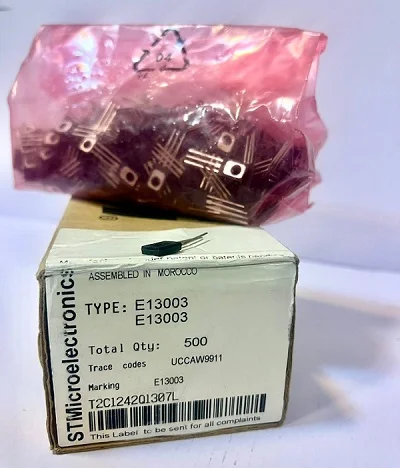 04
ASSEMBLED IN MOROCCO
STMicroelectronics
TYPE: E13003
E13003
Total Qty: 500
Trace codes UCCAW9911
Marking E13003
T2C1242Q1307L
This Label to be sent for all complaints